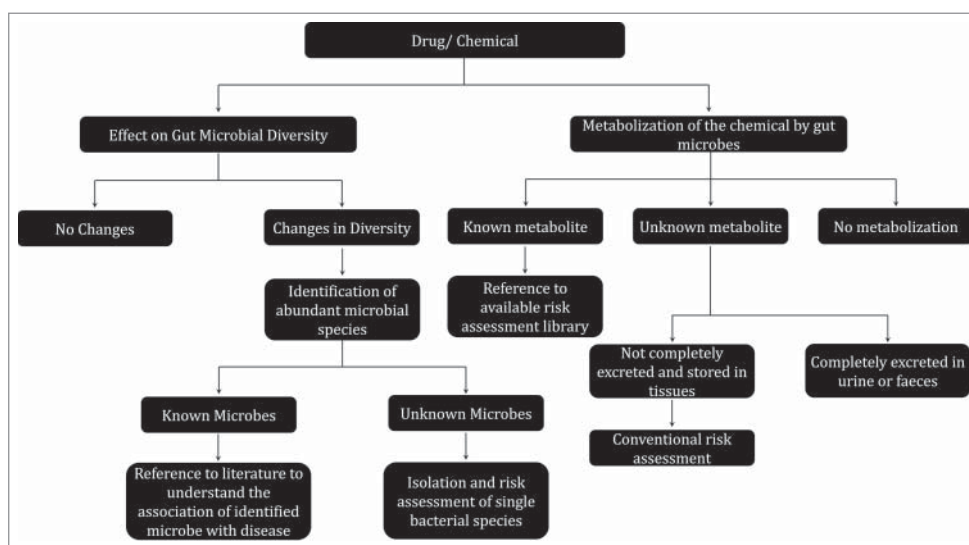 Drug/ Chemical
Effect on Gut Microbial Diversity
Metabolization of the chemical by gut
microbes
No Changes
Changes in Diversity
Known metabolite
Unknown metabolite
No metabolization
Identification of
abundant microbial
species
Reference to
available risk
assessment library
Not completely
excreted and stored in
tissues
Completely excreted in
urine or faeces
Known Microbes
Unknown Microbes
Conventional risk
assessment
Reference to literature to
understand the
association of identified
microbe with disease
Isolation and risk
assessment of single
bacterial species